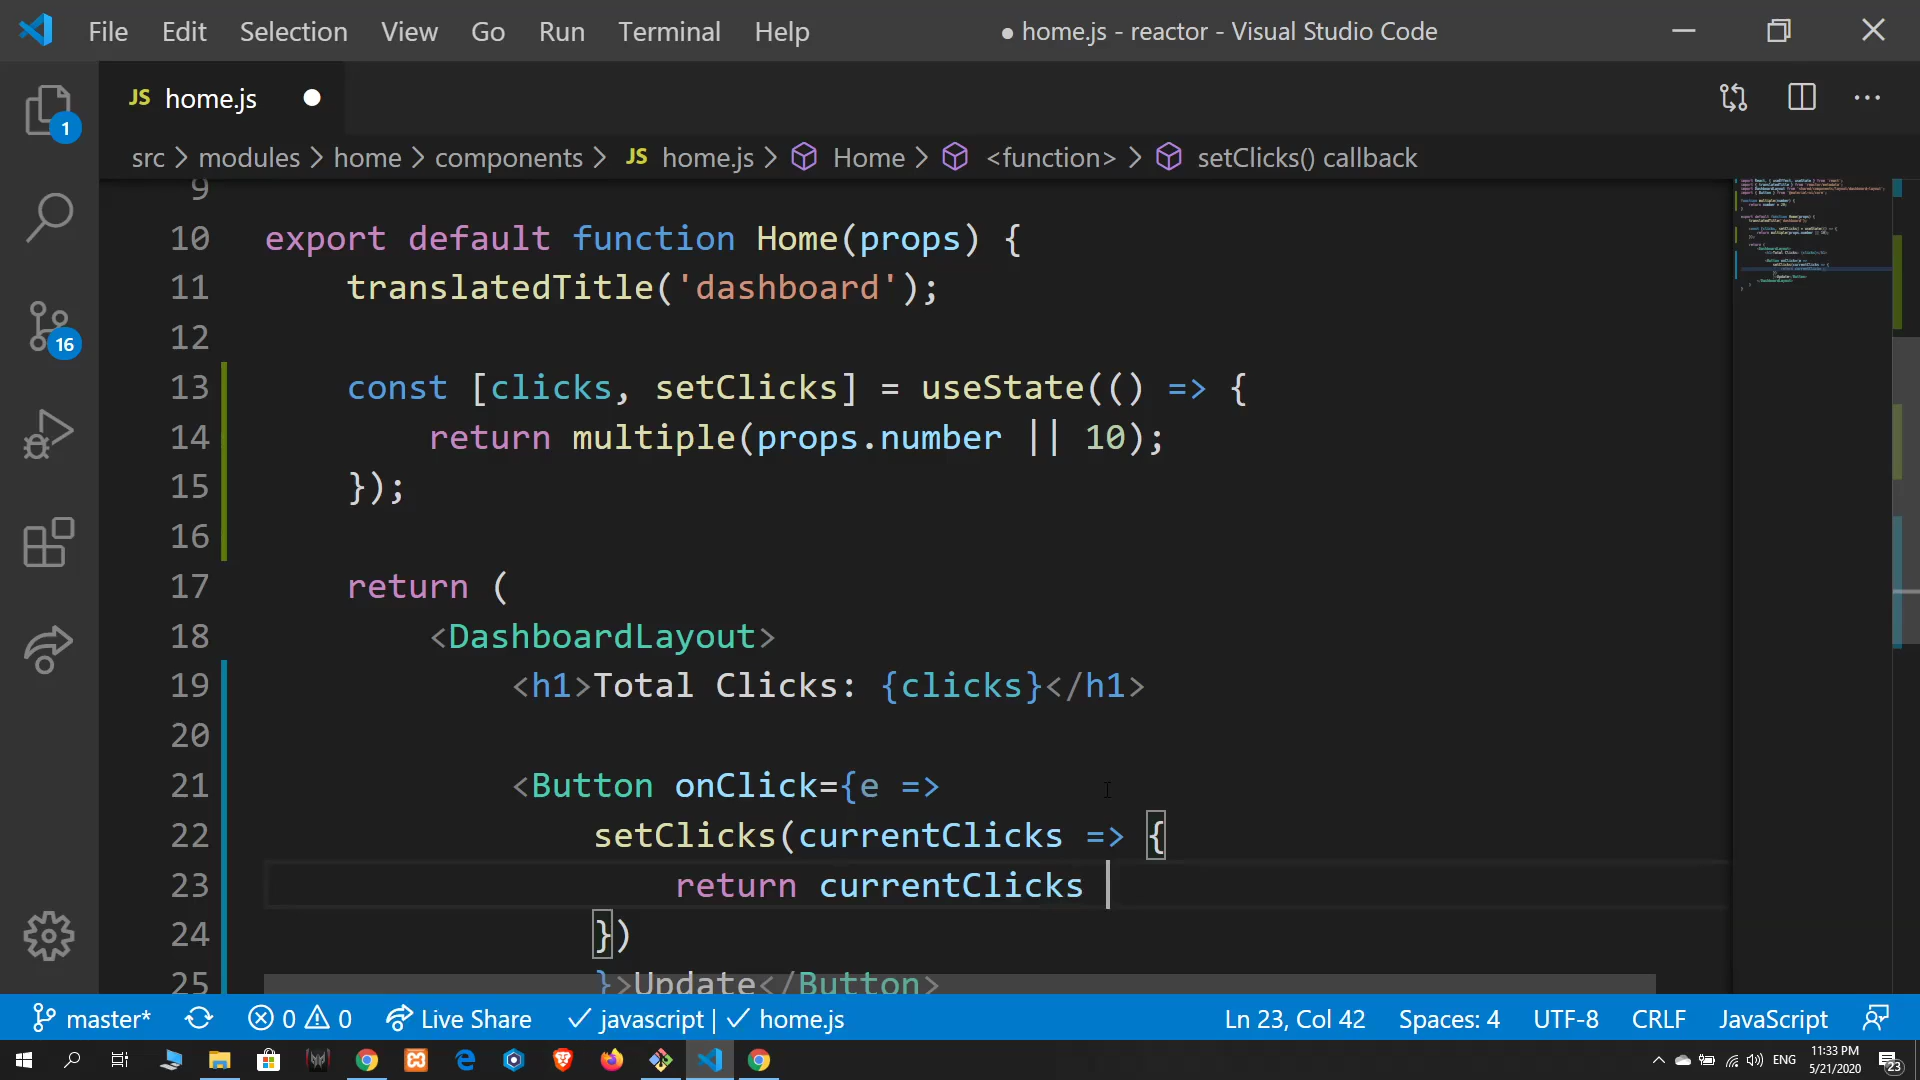 File Edit Selection View Go Run Terminal Help ● home.js - reactor - Visual Studio Code
JS home.js
src > modules > home > components > JS home.js > Home > <function> > setClicks() callback
9
10 export default function Home(props) {
11 translatedTitle('dashboard');
12
13 const [clicks, setClicks] = useState(() => {
14 return multiple(props.number || 10);
15 });
16
17 return (
18 <DashboardLayout>
19 <h1>Total Clicks: {clicks}</h1>
20
21 <Button onClick={e =>
22 setClicks(currentClicks => {
23 return currentClicks
24 })
25 }>Update</Button>
1
16
master* 0 0 Live Share javascript | home.js Ln 23, Col 42 Spaces: 4 UTF-8 CRLF JavaScript
ENG 11:33 PM 5/21/2020 23